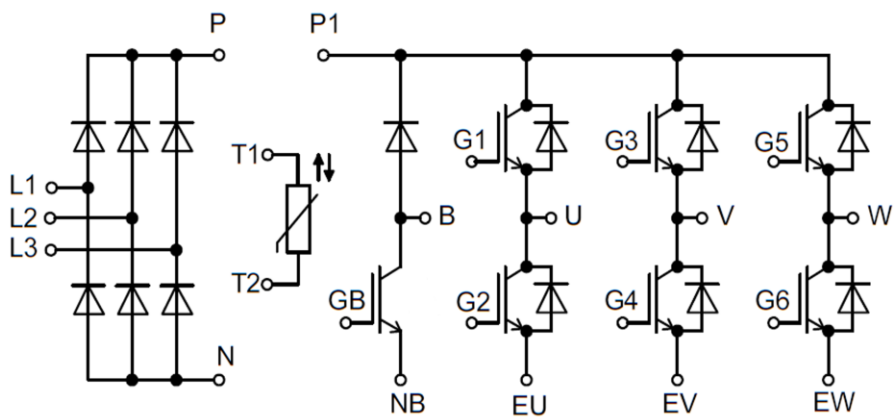 P P1
T1
G1 G3 G5
L1
L2 B U V W
L3
T2
GB G2 G4 G6
N
NB EU EV EW